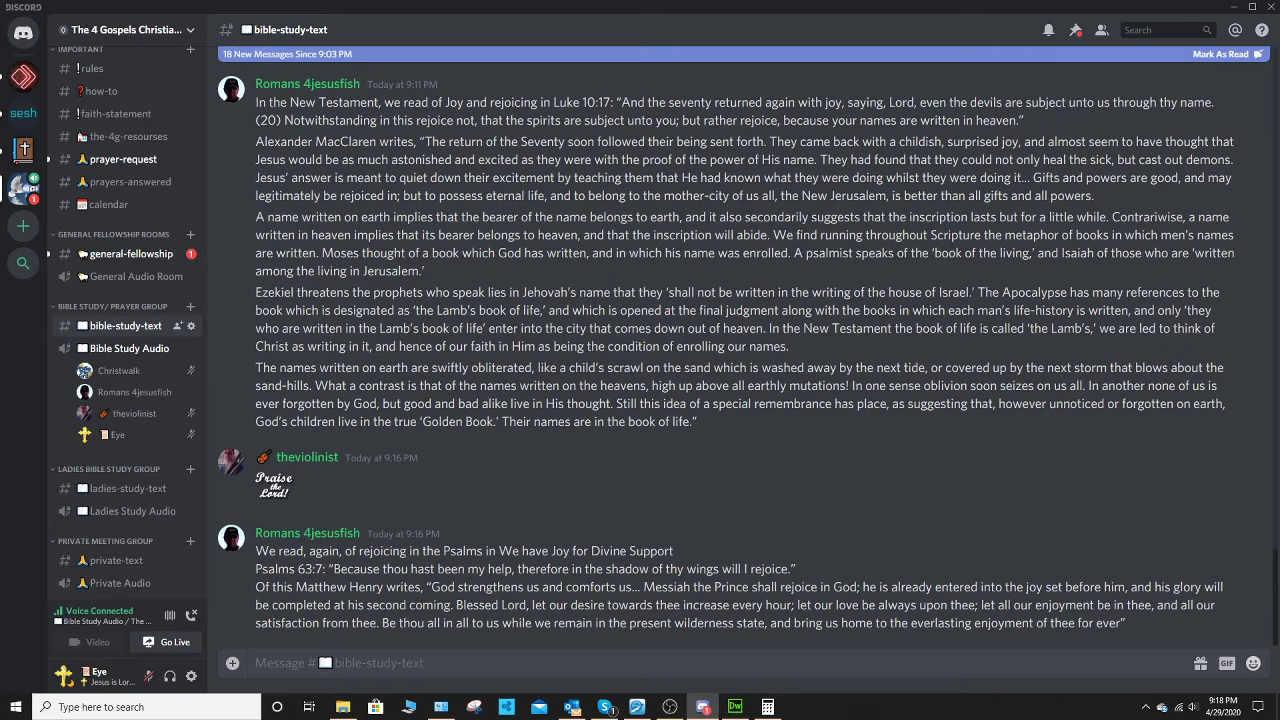 DISCORD
The 4 Gospels Christia...
IMPORTANT
!rules
❓how-to
!faith-statement
the-4g-resourses
🙏 prayer-request
🙏 prayers-answered
📅 calendar
GENERAL FELLOWSHIP ROOMS
general-fellowship 1
General Audio Room
BIBLE STUDY/ PRAYER GROUP
📖 bible-study-text
📖 Bible Study Audio
Christwalk
Romans 4jesusfish
🎻 theviolinist
📜 Eye
LADIES BIBLE STUDY GROUP
📖 ladies-study-text
📖 Ladies Study Audio
PRIVATE MEETING GROUP
🙏 private-text
🙏 Private Audio
Voice Connected
📖 Bible Study Audio / The ...
Video
Go Live
📜 Eye
Jesus is Lor...
sesh
1
📖bible-study-text
Search
18 New Messages Since 9:03 PM
Mark As Read
Romans 4jesusfish Today at 9:11 PM
In the New Testament, we read of Joy and rejoicing in Luke 10:17: “And the seventy returned again with joy, saying, Lord, even the devils are subject unto us through thy name.
(20) Notwithstanding in this rejoice not, that the spirits are subject unto you; but rather rejoice, because your names are written in heaven.”
Alexander MacClaren writes, “The return of the Seventy soon followed their being sent forth. They came back with a childish, surprised joy, and almost seem to have thought that
Jesus would be as much astonished and excited as they were with the proof of the power of His name. They had found that they could not only heal the sick, but cast out demons.
Jesus’ answer is meant to quiet down their excitement by teaching them that He had known what they were doing whilst they were doing it... Gifts and powers are good, and may
legitimately be rejoiced in; but to possess eternal life, and to belong to the mother-city of us all, the New Jerusalem, is better than all gifts and all powers.
A name written on earth implies that the bearer of the name belongs to earth, and it also secondarily suggests that the inscription lasts but for a little while. Contrariwise, a name
written in heaven implies that its bearer belongs to heaven, and that the inscription will abide. We find running throughout Scripture the metaphor of books in which men’s names
are written. Moses thought of a book which God has written, and in which his name was enrolled. A psalmist speaks of the ‘book of the living,’ and Isaiah of those who are ‘written
among the living in Jerusalem.’
Ezekiel threatens the prophets who speak lies in Jehovah’s name that they ‘shall not be written in the writing of the house of Israel.’ The Apocalypse has many references to the
book which is designated as ‘the Lamb’s book of life,’ and which is opened at the final judgment along with the books in which each man’s life-history is written, and only ‘they
who are written in the Lamb’s book of life’ enter into the city that comes down out of heaven. In the New Testament the book of life is called ‘the Lamb’s,’ we are led to think of
Christ as writing in it, and hence of our faith in Him as being the condition of enrolling our names.
The names written on earth are swiftly obliterated, like a child’s scrawl on the sand which is washed away by the next tide, or covered up by the next storm that blows about the
sand-hills. What a contrast is that of the names written on the heavens, high up above all earthly mutations! In one sense oblivion soon seizes on us all. In another none of us is
ever forgotten by God, but good and bad alike live in His thought. Still this idea of a special remembrance has place, as suggesting that, however unnoticed or forgotten on earth,
God’s children live in the true ‘Golden Book.’ Their names are in the book of life.“
🎻 theviolinist Today at 9:16 PM
Praise
the
Lord!
Romans 4jesusfish Today at 9:16 PM
We read, again, of rejoicing in the Psalms in We have Joy for Divine Support
Psalms 63:7: “Because thou hast been my help, therefore in the shadow of thy wings will I rejoice.”
Of this Matthew Henry writes, “God strengthens us and comforts us... Messiah the Prince shall rejoice in God; he is already entered into the joy set before him, and his glory will
be completed at his second coming. Blessed Lord, let our desire towards thee increase every hour; let our love be always upon thee; let all our enjoyment be in thee, and all our
satisfaction from thee. Be thou all in all to us while we remain in the present wilderness state, and bring us home to the everlasting enjoyment of thee for ever”
Message #📖bible-study-text
GIF
Type here to search
Dw
9:18 PM
4/29/2020